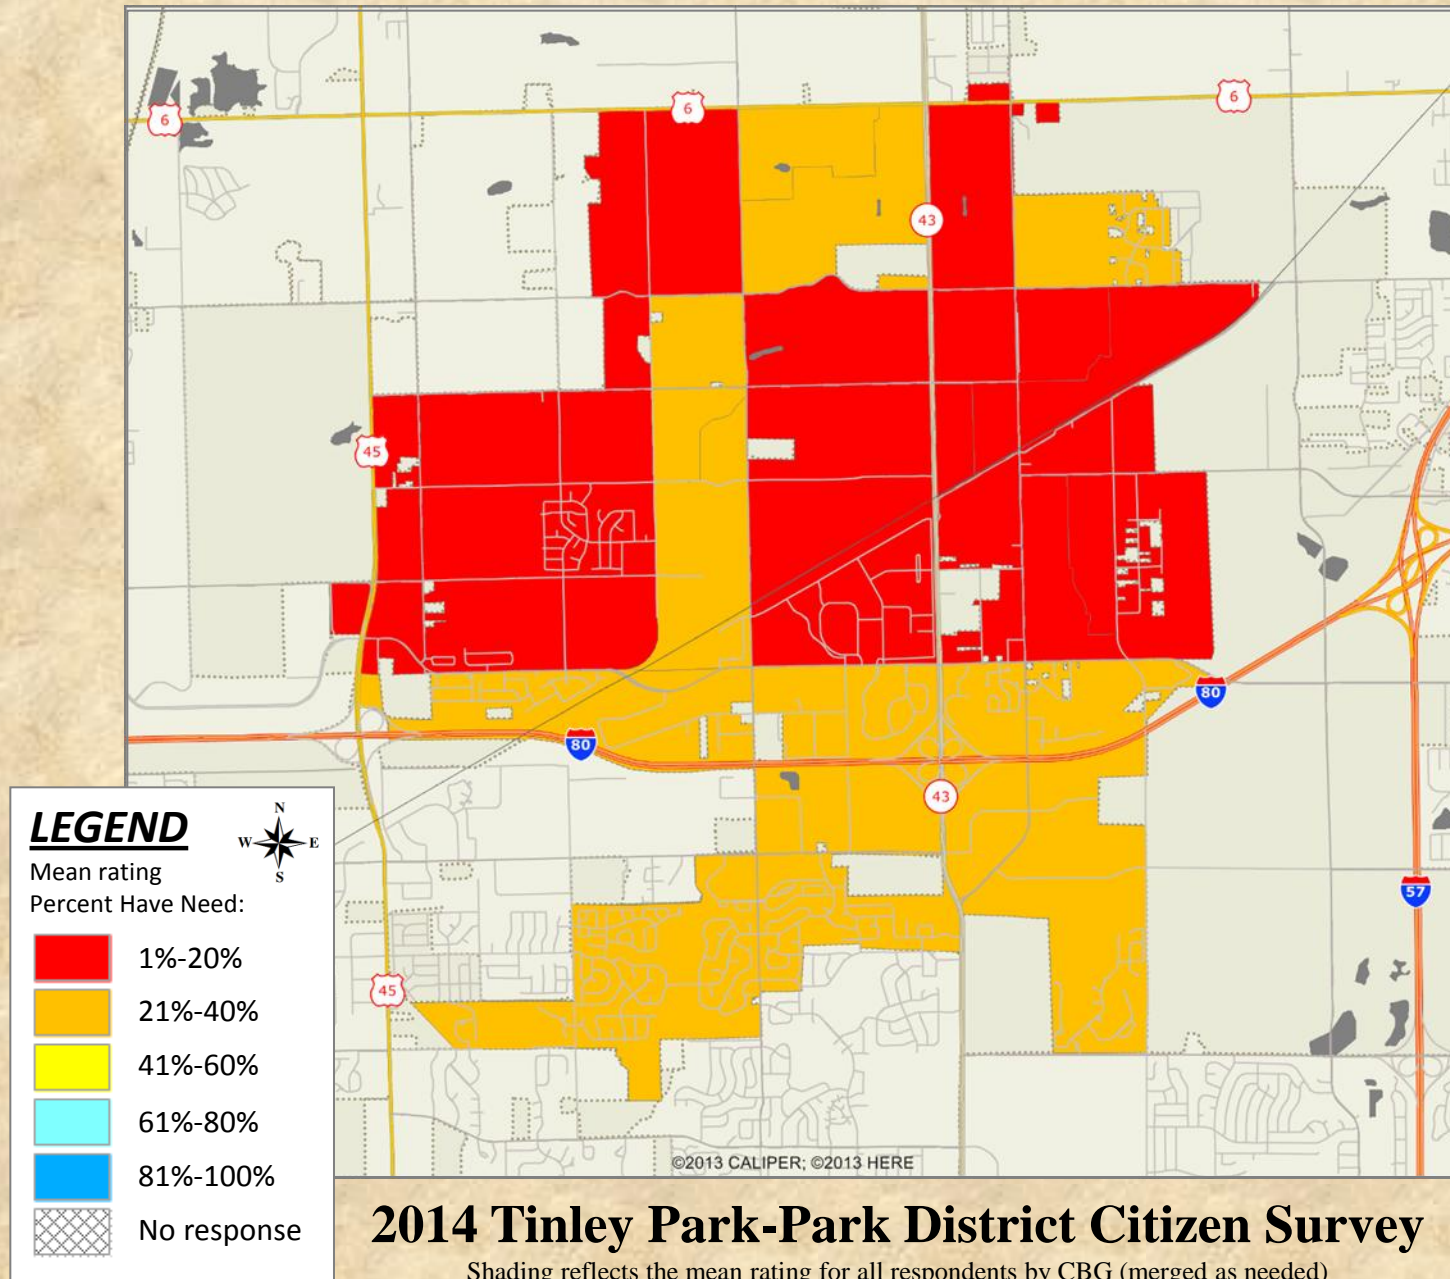 6
6
6
43
45
80
80
43
57
45
LEGEND
N
W E
S
Mean rating
Percent Have Need:
1%-20%
21%-40%
41%-60%
61%-80%
81%-100%
No response
©2013 CALIPER; ©2013 HERE
2014 Tinley Park-Park District Citizen Survey
Shading reflects the mean rating for all respondents by CBG (merged as needed)